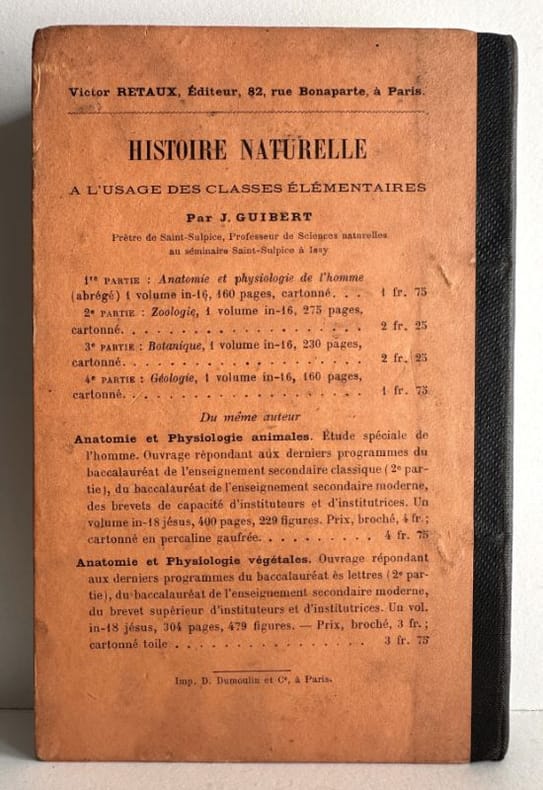 Victor RETAUX, Éditeur, 82, rue Bonaparte, à Paris.
HISTOIRE NATURELLE
A L'USAGE DES CLASSES ÉLÉMENTAIRES
Par J. GUIBERT
Prêtre de Saint-Sulpice, Professeur de Sciences naturelles
au séminaire Saint-Sulpice à Issy
1re PARTIE : Anatomie et physiologie de l'homme
(abrégé) 1 volume in-16, 160 pages, cartonné. . . 1 fr. 75
2e PARTIE : Zoologie, 1 volume in-16, 275 pages,
cartonné. . . . . . . . . . . . . . . . . . 2 fr. 25
3e PARTIE : Botanique, 1 volume in-16, 230 pages,
cartonné. . . . . . . . . . . . . . . . . . 2 fr. 25
4e PARTIE : Géologie, 1 volume in-16, 160 pages,
cartonné. . . . . . . . . . . . . . . . . . 1 fr. 75
Du même auteur
Anatomie et Physiologie animales. Étude spéciale de
l'homme. Ouvrage répondant aux derniers programmes du
baccalauréat de l'enseignement secondaire classique (2e par-
tie), du baccalauréat de l'enseignement secondaire moderne,
des brevets de capacité d'instituteurs et d'institutrices. Un
volume in-18 jésus, 400 pages, 229 figures. Prix, broché, 4 fr. ;
cartonné en percaline gaufrée. . . . . . . . . 4 fr. 75
Anatomie et Physiologie végétales. Ouvrage répondant
aux derniers programmes du baccalauréat ès lettres (2e par-
tie), du baccalauréat de l'enseignement secondaire moderne,
du brevet supérieur d'instituteurs et d'institutrices. Un vol.
in-18 jésus, 304 pages, 479 figures. — Prix, broché, 3 fr. ;
cartonné toile . . . . . . . . . . . . . . . 3 fr. 75
Imp. D. Dumoulin et Ce, à Paris.